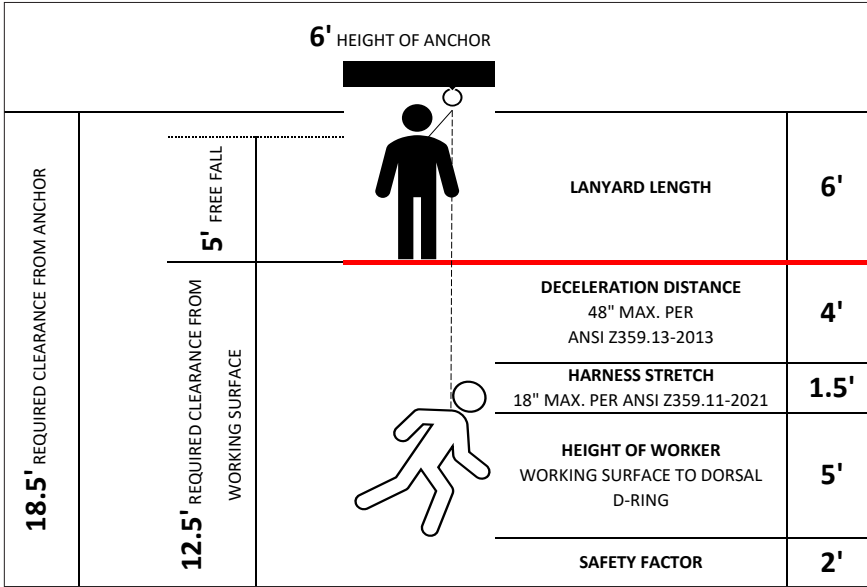 6' HEIGHT OF ANCHOR
18.5' REQUIRED CLEARANCE FROM ANCHOR
5' FREE FALL
12.5' REQUIRED CLEARANCE FROM
WORKING SURFACE
LANYARD LENGTH
6'
DECELERATION DISTANCE
48" MAX. PER
ANSI Z359.13-2013
4'
HARNESS STRETCH
18" MAX. PER ANSI Z359.11-2021
1.5'
HEIGHT OF WORKER
WORKING SURFACE TO DORSAL
D-RING
5'
SAFETY FACTOR
2'